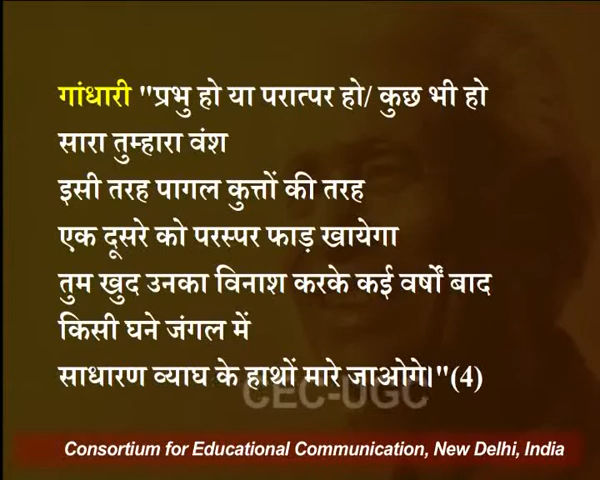 गांधारी "प्रभु हो या परात्पर हो/ कुछ भी हो
सारा तुम्हारा वंश
इसी तरह पागल कुत्तों की तरह
एक दूसरे को परस्पर फाड़ खायेगा
तुम खुद उनका विनाश करके कई वर्षों बाद
किसी घने जंगल में
साधारण व्याघ के हाथों मारे जाओगे।"(4)
CEC-UGC
Consortium for Educational Communication, New Delhi, India